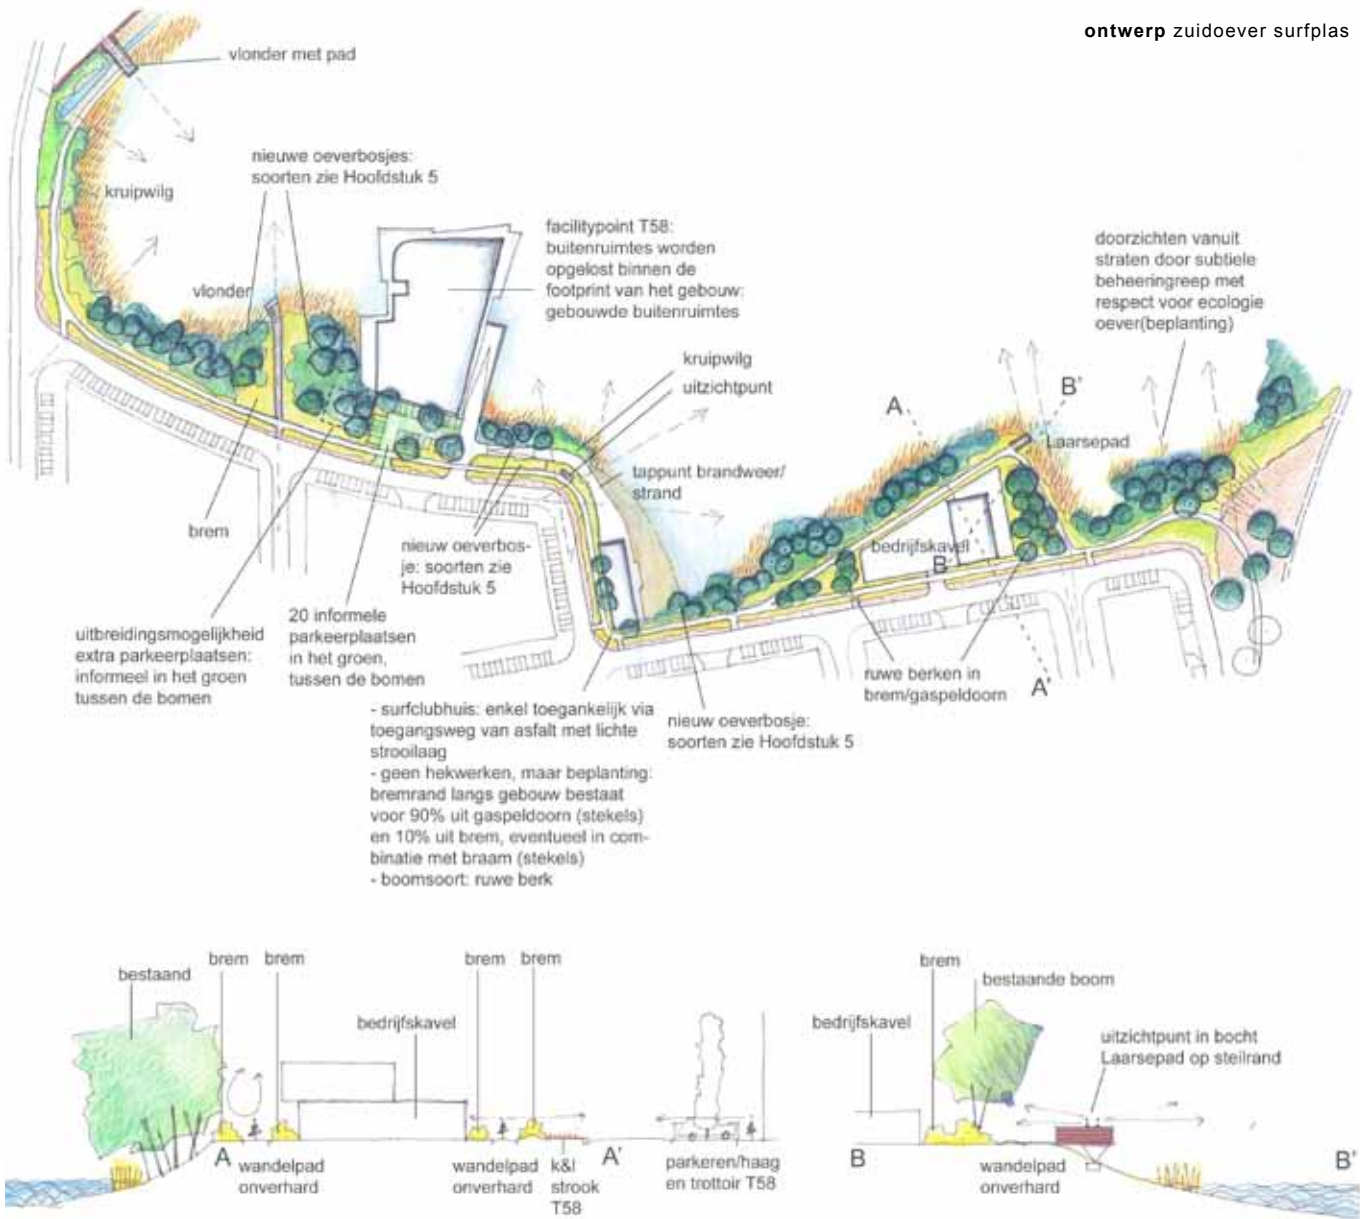 ontwerp zuidoever surfplas
vlonder met pad
nieuwe oeverbosjes:
soorten zie Hoofdstuk 5
kruipwilg
vlonder
facilitypoint T58:
buitenruimtes worden
opgelost binnen de
footprint van het gebouw:
gebouwde buitenruimtes
doorzichten vanuit
straten door subtiele
beheeringreep met
respect voor ecologie
oever(beplanting)
kruipwilg
uitzichtpunt
A
B'
Laarsepad
tappunt brandweer/
strand
brem
nieuw oeverbos-
je: soorten zie
Hoofdstuk 5
bedrijfskavel
B
20 informele
parkeerplaatsen
in het groen,
tussen de bomen
uitbreidingsmogelijkheid
extra parkeerplaatsen:
informeel in het groen
tussen de bomen
ruwe berken in
brem/gaspeldoorn
A'
- surfclubhuis: enkel toegankelijk via
toegangsweg van asfalt met lichte
strooilaag
- geen hekwerken, maar beplanting:
bremrand langs gebouw bestaat
voor 90% uit gaspeldoorn (stekels)
en 10% uit brem, eventueel in com-
binatie met braam (stekels)
- boomsoort: ruwe berk
nieuw oeverbosje:
soorten zie Hoofdstuk 5
bestaand
brem
brem
bedrijfskavel
brem
brem
A
wandelpad
onverhard
wandelpad
onverhard
k&l
strook
T58
A'
parkeren/haag
en trottoir T58
bedrijfskavel
brem
bestaande boom
uitzichtpunt in bocht
Laarsepad op steilrand
B
wandelpad
onverhard
B'